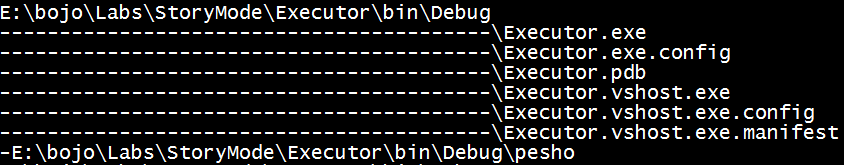 E:\bojo\Labs\StoryMode\Executor\bin\Debug
-----------------------------------------\Executor.exe
-----------------------------------------\Executor.exe.config
-----------------------------------------\Executor.pdb
-----------------------------------------\Executor.vshost.exe
-----------------------------------------\Executor.vshost.exe.config
-----------------------------------------\Executor.vshost.exe.manifest
-E:\bojo\Labs\StoryMode\Executor\bin\Debug\pesho